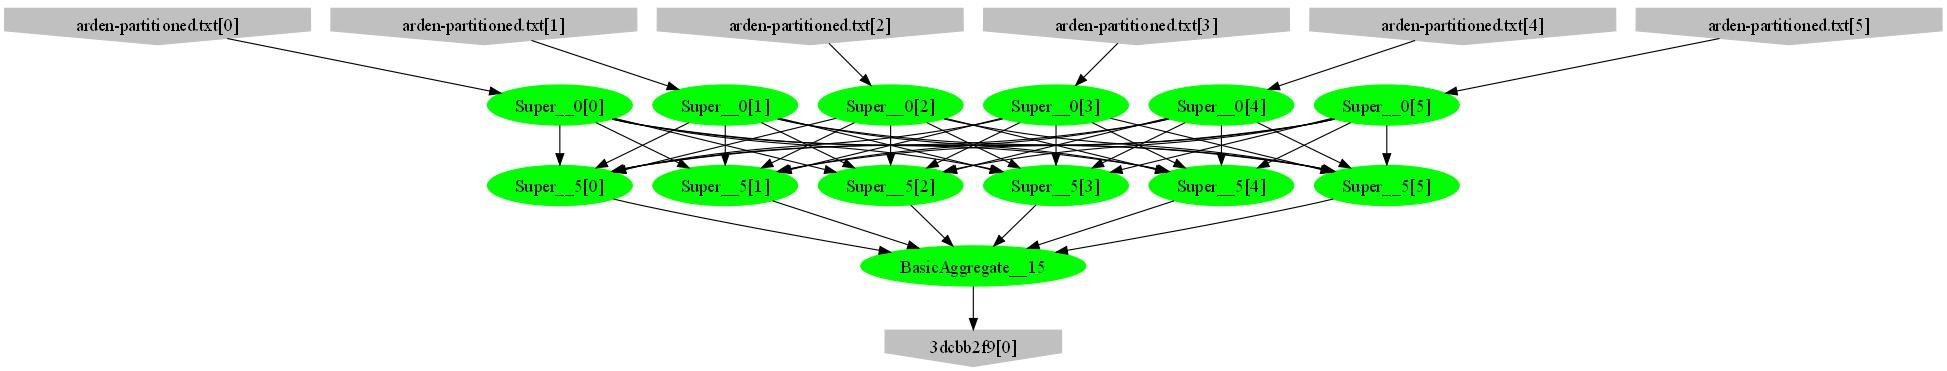 arden-partitioned.txt[0] arden-partitioned.txt[1] arden-partitioned.txt[2] arden-partitioned.txt[3] arden-partitioned.txt[4] arden-partitioned.txt[5]
Super__0[0] Super__0[1] Super__0[2] Super__0[3] Super__0[4] Super__0[5]
Super__5[0] Super__5[1] Super__5[2] Super__5[3] Super__5[4] Super__5[5]
BasicAggregate__15
3dcbb2f9[0]